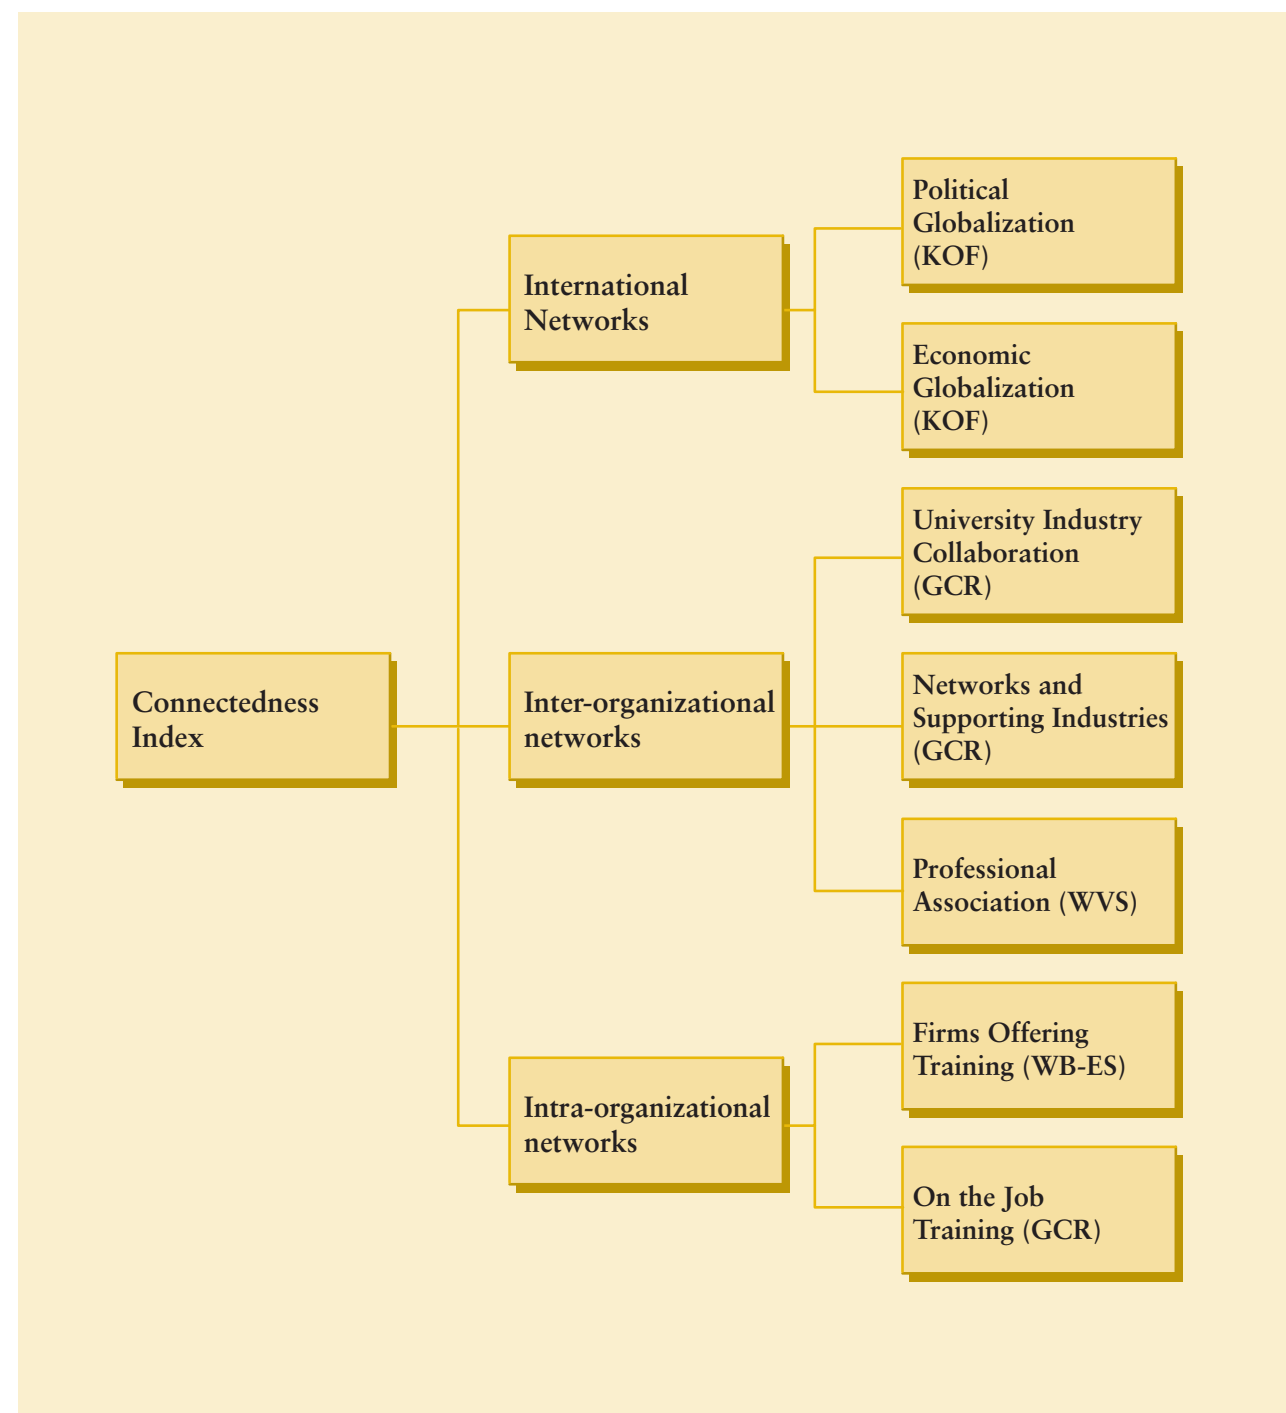 Connectedness
Index
International
Networks
Political
Globalization
(KOF)
Economic
Globalization
(KOF)
Inter-organizational
networks
University Industry
Collaboration
(GCR)
Networks and
Supporting Industries
(GCR)
Professional
Association (WVS)
Intra-organizational
networks
Firms Offering
Training (WB-ES)
On the Job
Training (GCR)